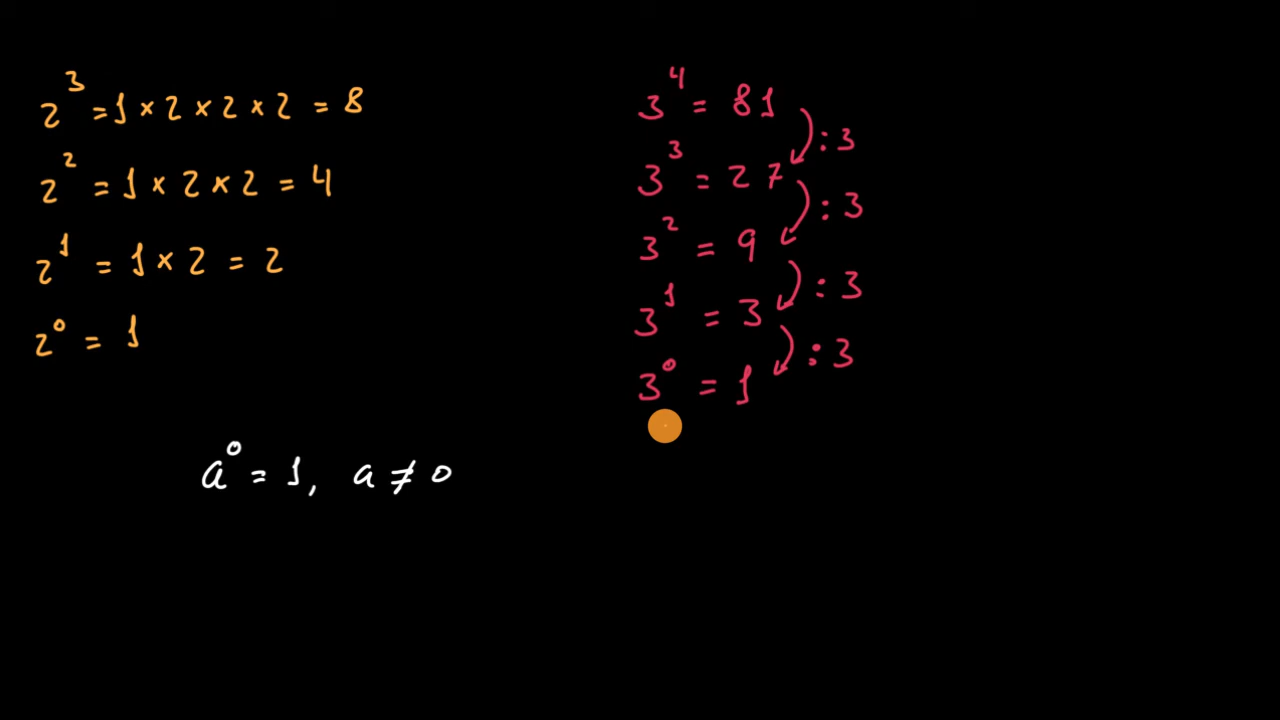 2³ = 1 × 2 × 2 × 2 = 8
2² = 1 × 2 × 2 = 4
2¹ = 1 × 2 = 2
2⁰ = 1
a⁰ = 1, a ≠ 0
3⁴ = 81
: 3
3³ = 27
: 3
3² = 9
: 3
3¹ = 3
: 3
3⁰ = 1